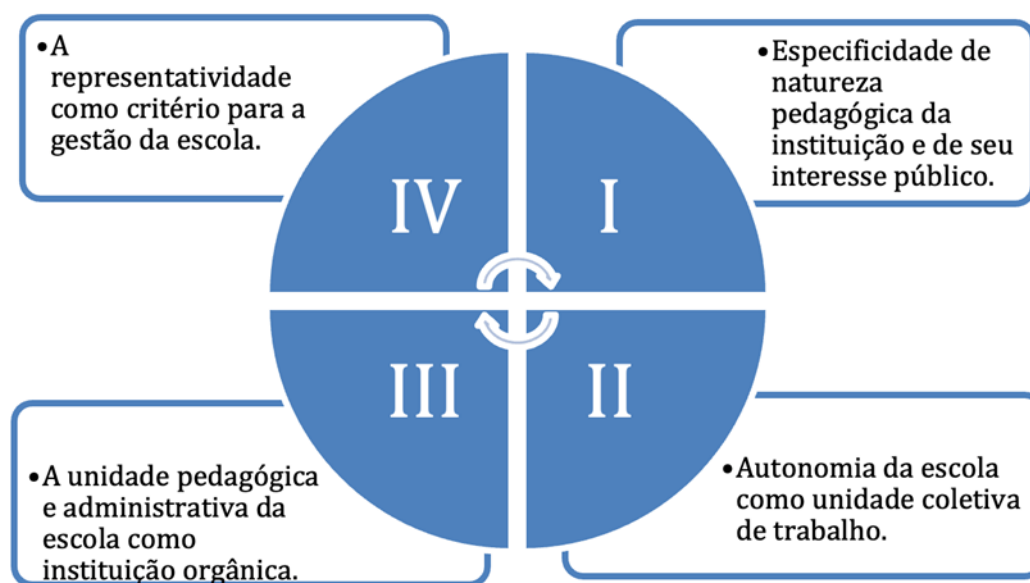 •A
representatividade
como critério para a
gestão da escola.
•Especificidade de
natureza
pedagógica da
instituição e de seu
interesse público.
IV
I
III
II
•A unidade pedagógica
e administrativa da
escola como
instituição orgânica.
•Autonomia da escola
como unidade coletiva
de trabalho.